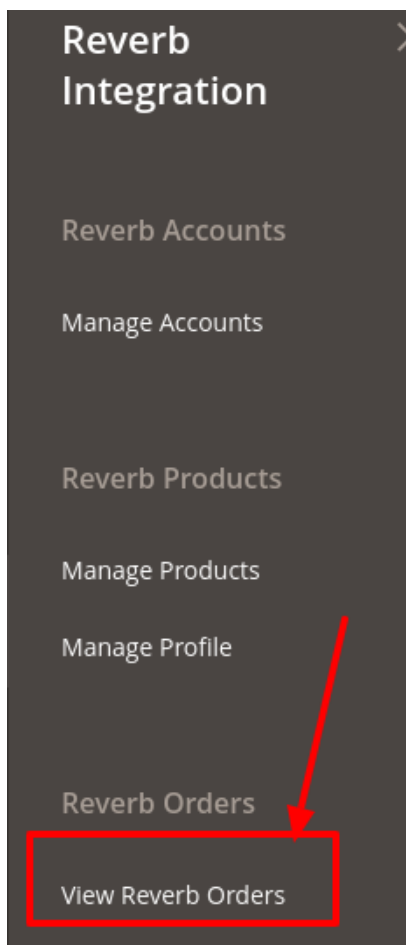 Reverb
Integration
Reverb Accounts
Manage Accounts
Reverb Products
Manage Products
Manage Profile
Reverb Orders
View Reverb Orders